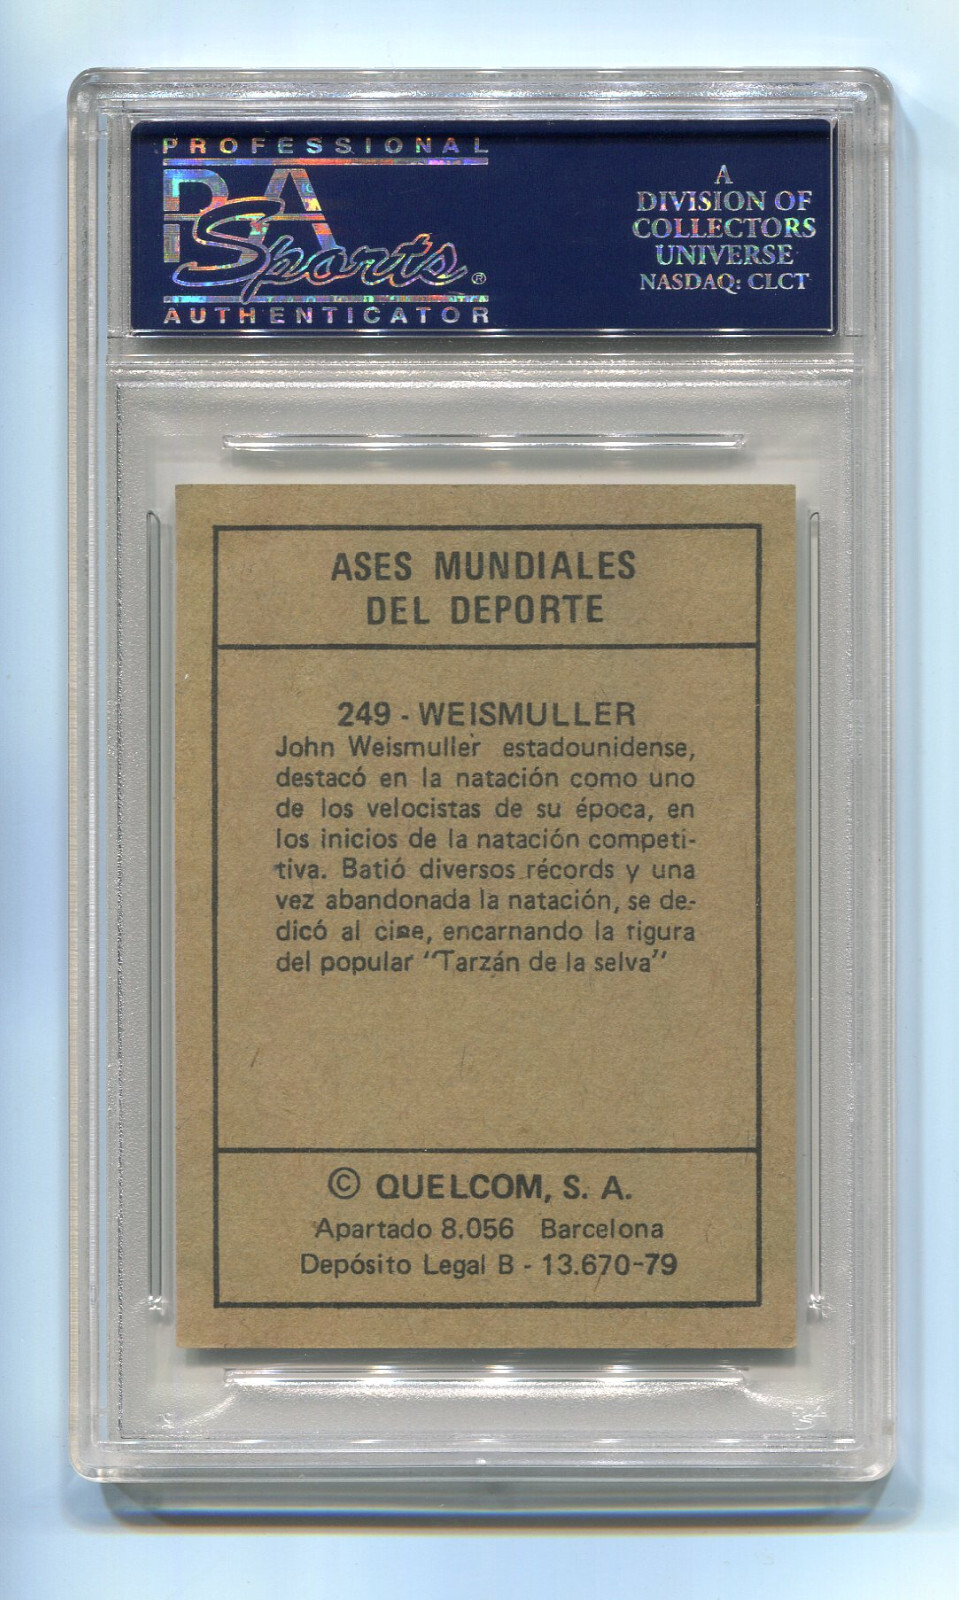 PROFESSIONAL
PSA
Sports®
AUTHENTICATOR
A
DIVISION OF
COLLECTORS
UNIVERSE
NASDAQ: CLCT
ASES MUNDIALES
DEL DEPORTE
249 - WEISMULLER
John Weismuller estadounidense,
destacó en la natación como uno
de los velocistas de su época, en
los inicios de la natación competi-
tiva. Batió diversos récords y una
vez abandonada la natación, se de-
dicó al cine, encarnando la figura
del popular "Tarzán de la selva"
© QUELCOM, S. A.
Apartado 8.056 Barcelona
Depósito Legal B - 13.670-79